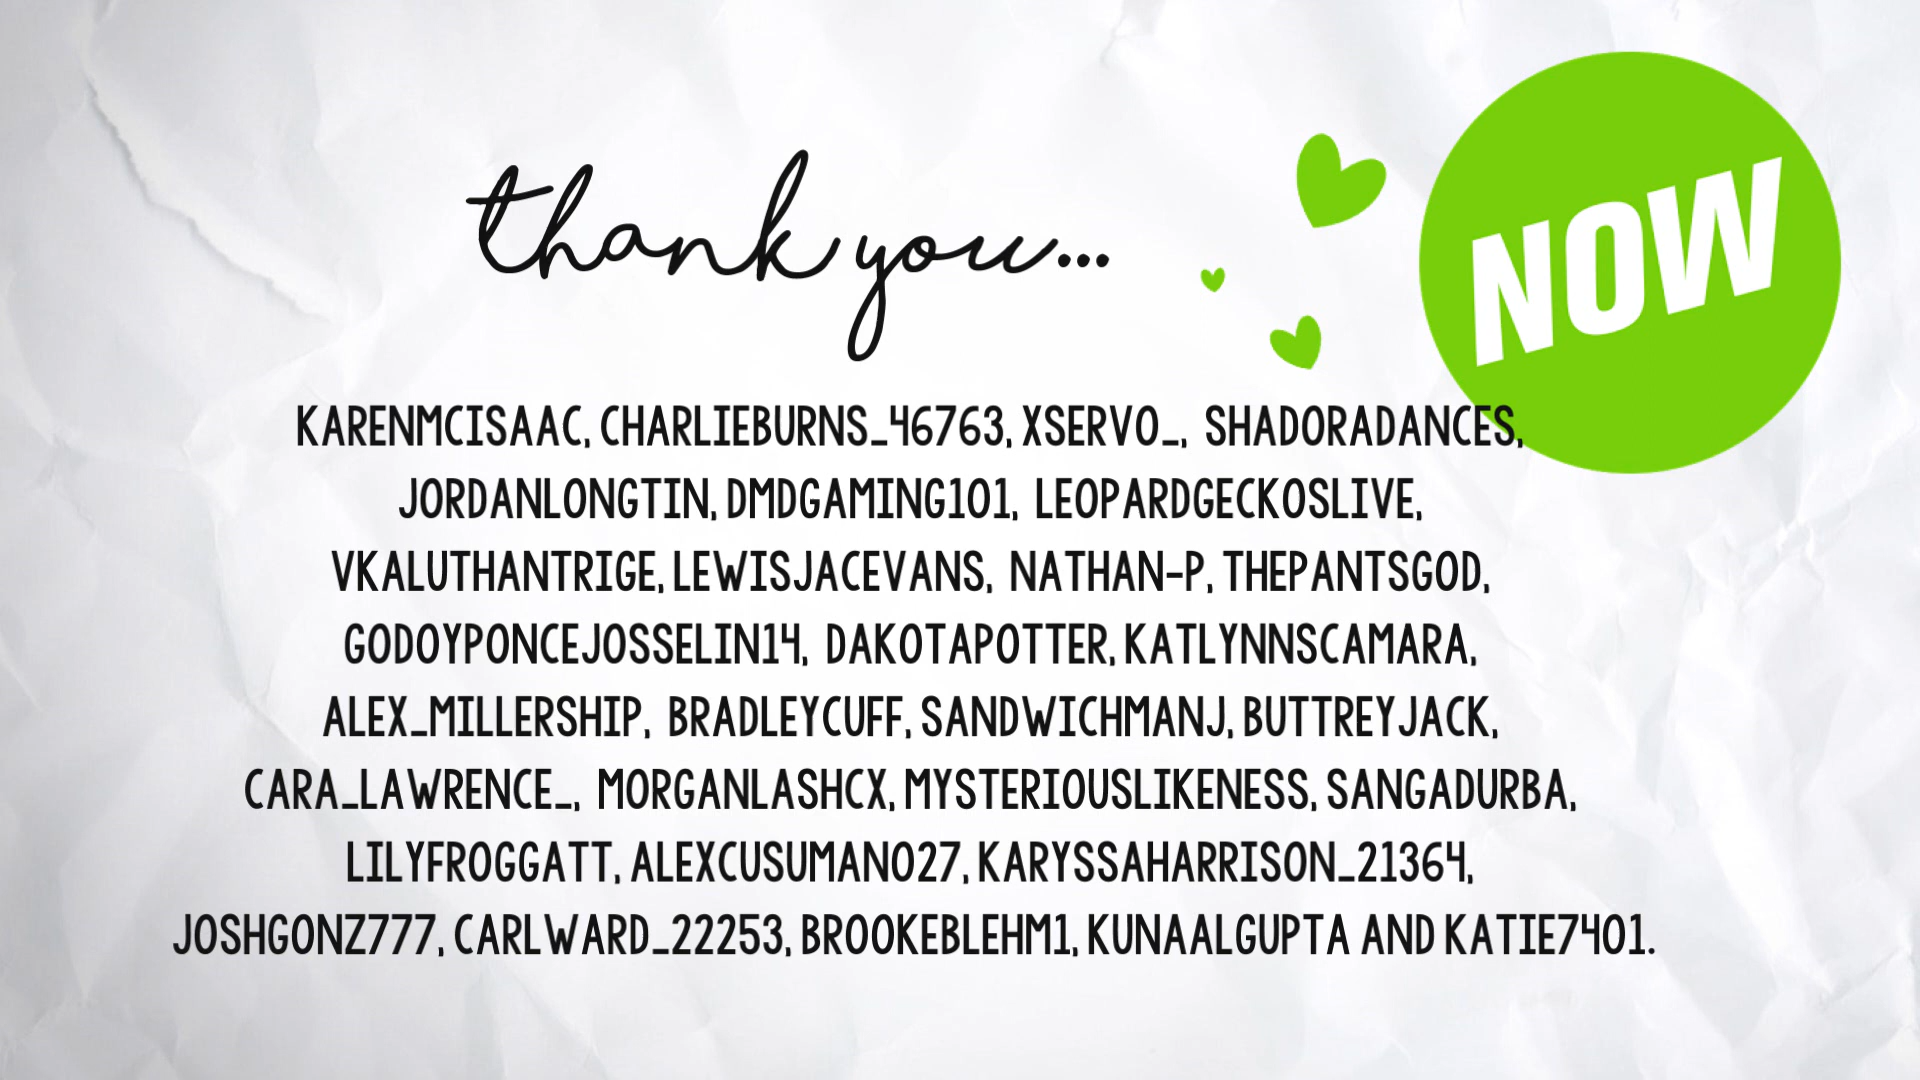 thank you...
NOW
KARENMCISAAC, CHARLIEBURNS_46763, XSERVO_, SHADORADANCES,
JORDANLONGTIN, DMDGAMING101, LEOPARDGECKOSLIVE,
VKALUTHANTRIGE, LEWISJACEVANS, NATHAN-P, THEPANTSGOD,
GODOYPONCEJOSSELIN14, DAKOTAPOTTER, KATLYNNSCAMARA,
ALEX_MILLERSHIP, BRADLEYCUFF, SANDWICHMANJ, BUTTREYJACK,
CARA_LAWRENCE_, MORGANLASHCX, MYSTERIOUSLIKENESS, SANGADURBA,
LILYFROGGATT, ALEXCUSUMANO27, KARYSSAHARRISON_21364,
JOSHGONZ777, CARLWARD_22253, BROOKEBLEHM1, KUNAALGUPTA AND KATIE7401.